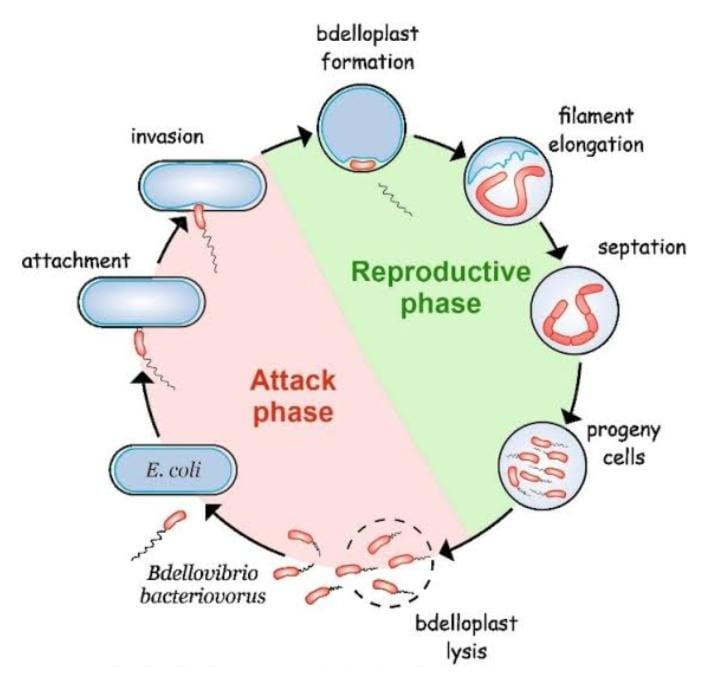 bdelloplast
formation
filament
elongation
septation
progeny
cells
bdelloplast
lysis
Bdellovibrio
bacteriovorus
E. coli
attachment
invasion
Reproductive
phase
Attack
phase